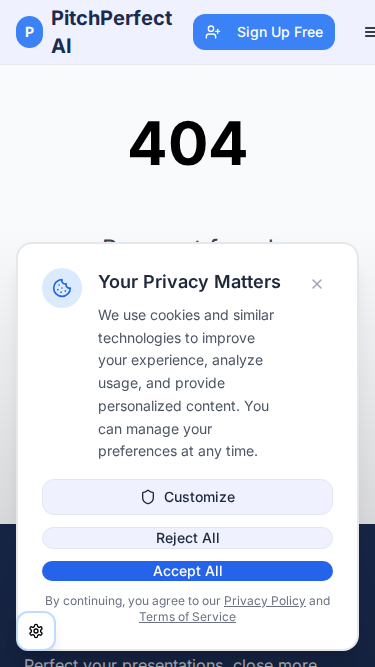 P
PitchPerfect
AI
Sign Up Free
404
Your Privacy Matters
We use cookies and similar
technologies to improve
your experience, analyze
usage, and provide
personalized content. You
can manage your
preferences at any time.
Customize
Reject All
Accept All
By continuing, you agree to our Privacy Policy and
Terms of Service
Perfect your presentations, close more